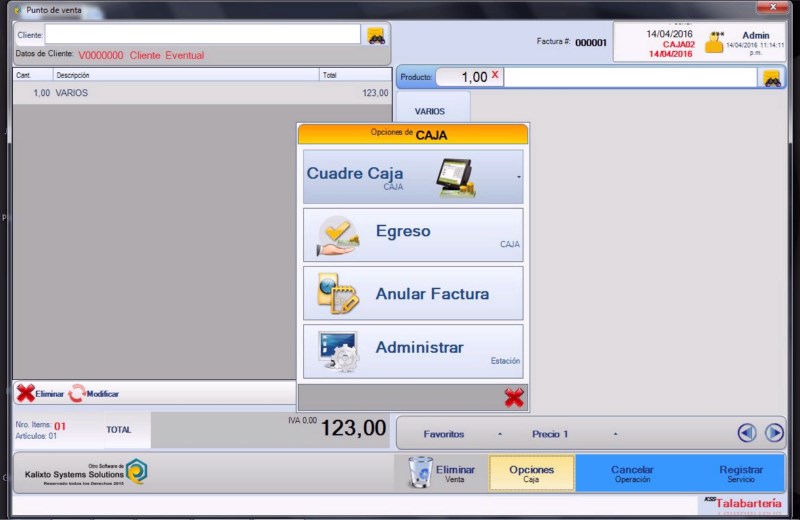 Punto de venta
Cliente:
Datos de Cliente: V0000000 Cliente Eventual
Factura #: 000001
14/04/2016
CAJA02
14/04/2016
Admin
14/04/2016 11:14:11
p.m.
Cant. Descripción Total
1,00 VARIOS 123,00
Producto: 1,00 X
VARIOS
Opciones de CAJA
Cuadre Caja
CAJA
Egreso
CAJA
Anular Factura
Administrar
Estación
Eliminar Modificar
Nro. Items: 01
Artículos: 01
TOTAL
IVA 0,00 123,00
Favoritos - Precio 1 -
Otro Software de
Kalixto Systems Solutions
Reservado todos los Derechos 2015
Eliminar
Venta
Opciones
Caja
Cancelar
Operación
Registrar
Servicio
KSS Talabartería